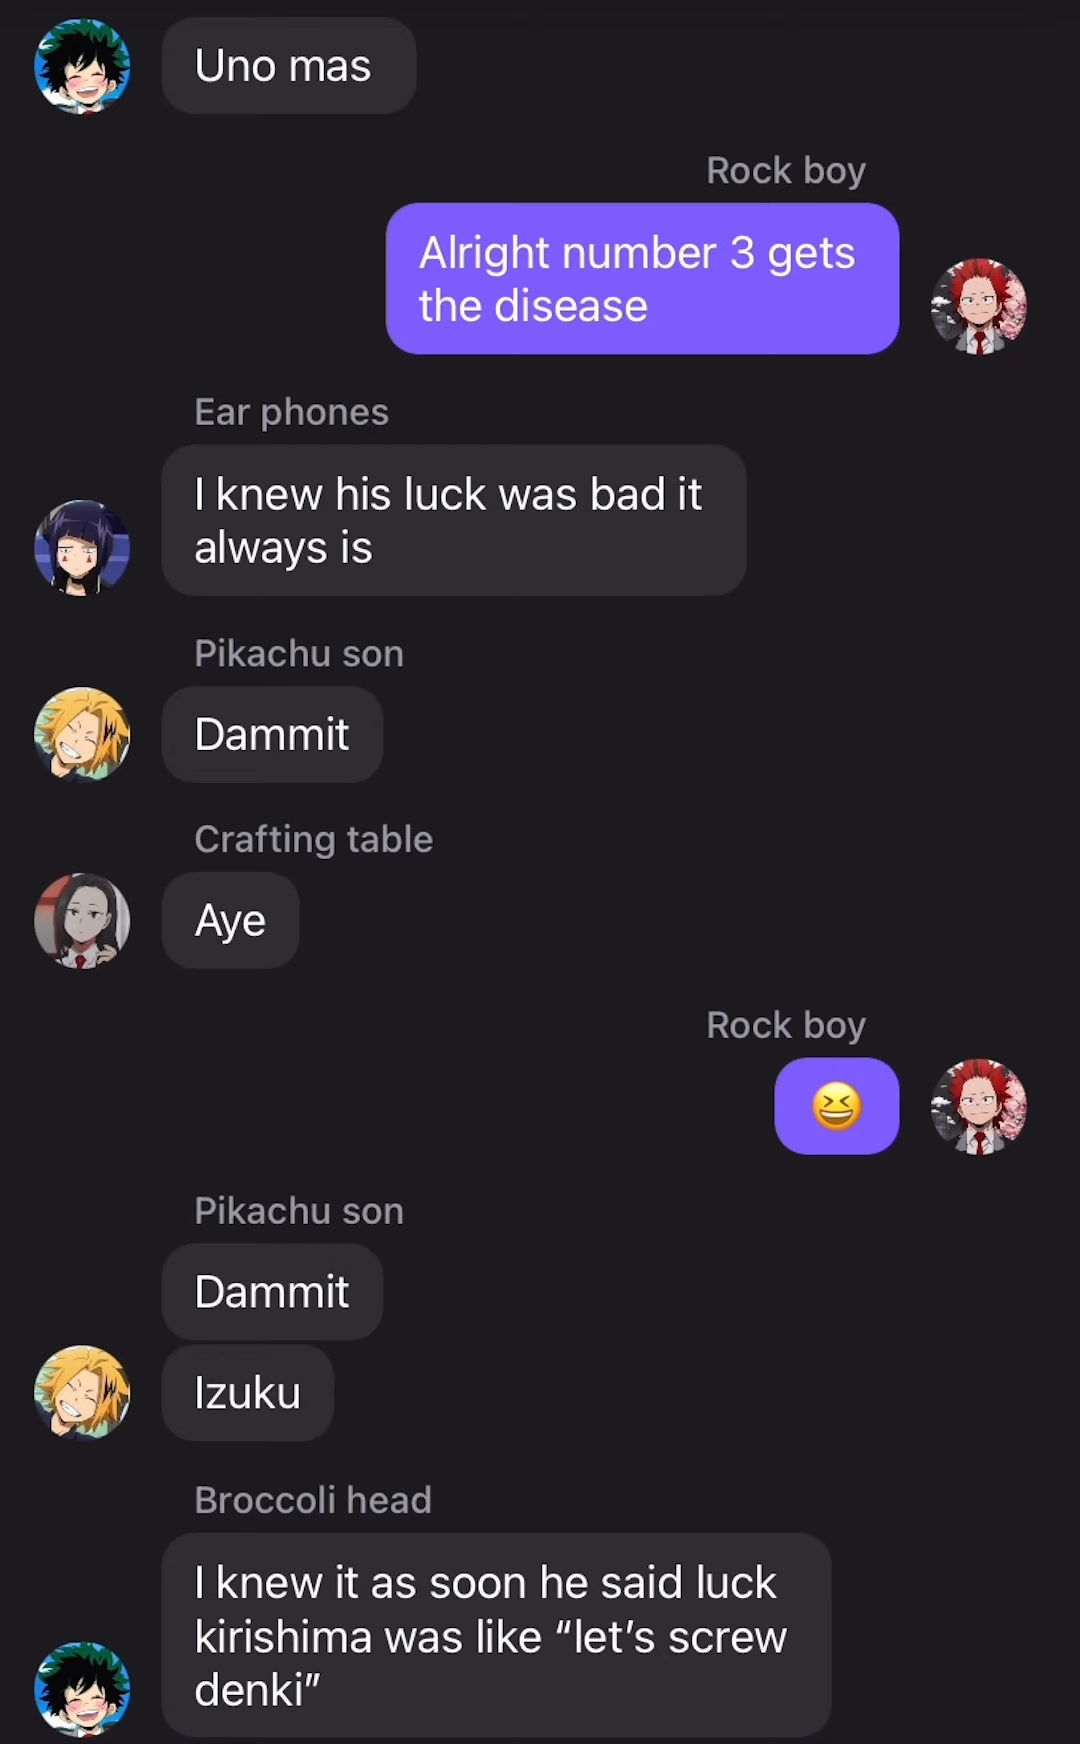 Uno mas
Rock boy
Alright number 3 gets
the disease
Ear phones
I knew his luck was bad it
always is
Pikachu son
Dammit
Crafting table
Aye
Rock boy
😆
Pikachu son
Dammit
Izuku
Broccoli head
I knew it as soon he said luck
kirishima was like “let’s screw
denki”